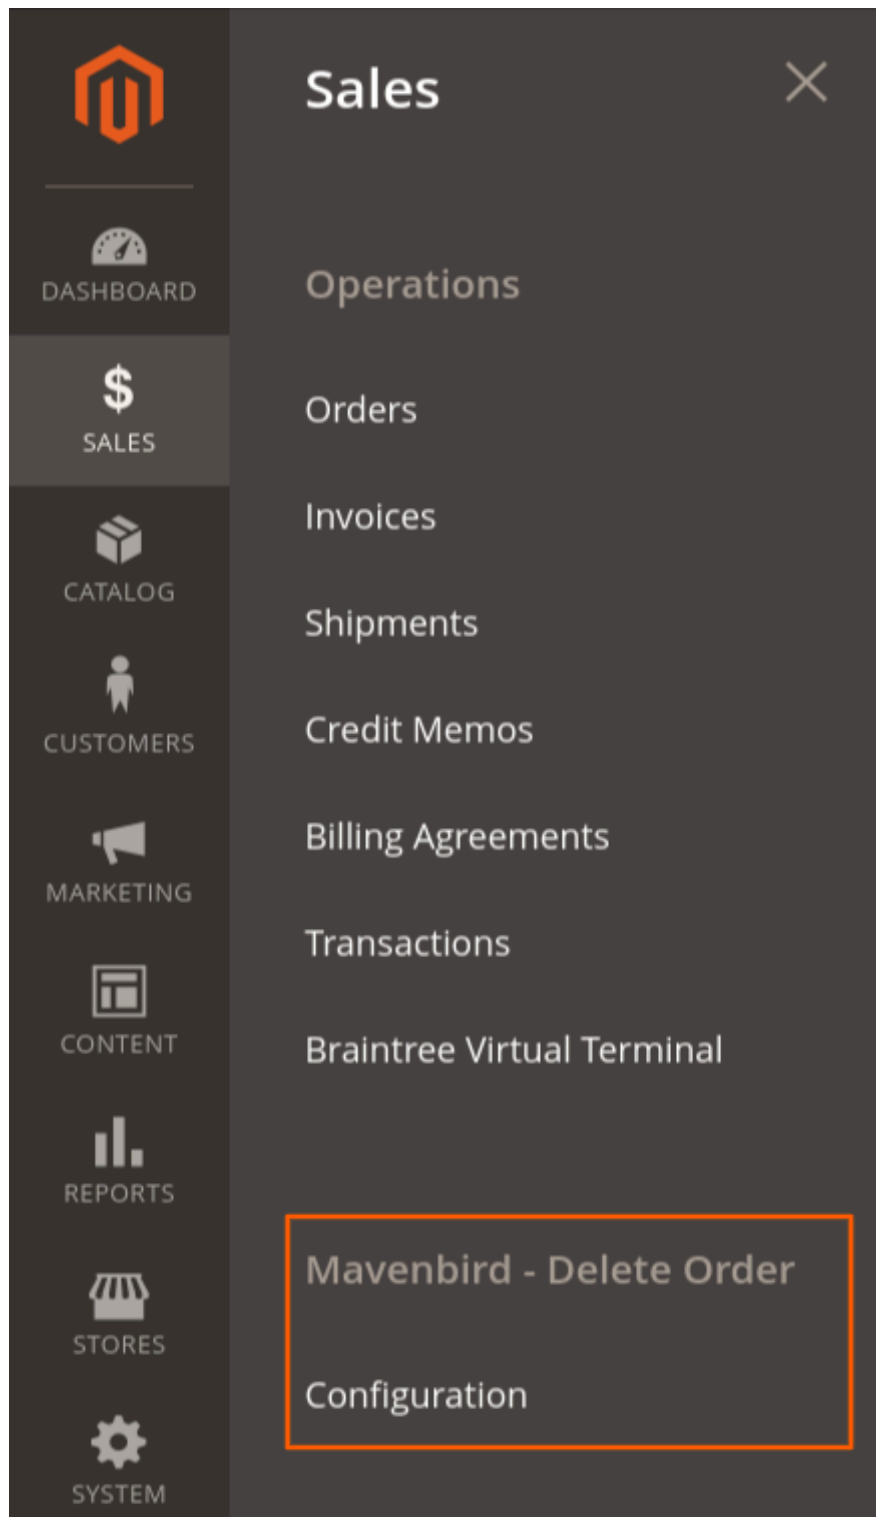 DASHBOARD
$
SALES
CATALOG
CUSTOMERS
MARKETING
CONTENT
REPORTS
STORES
SYSTEM
Sales
Operations
Orders
Invoices
Shipments
Credit Memos
Billing Agreements
Transactions
Braintree Virtual Terminal
Mavenbird - Delete Order
Configuration